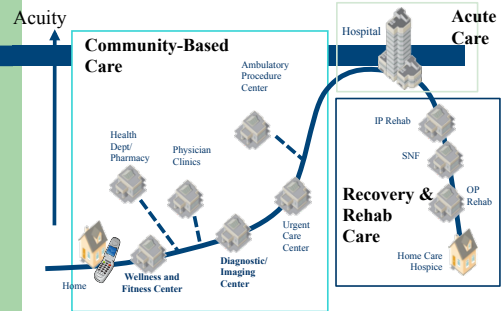 Acuity
Community-Based
Care
Hospital
Acute
Care
Ambulatory
Procedure
Center
Health
Dept/
Pharmacy
Physician
Clinics
IP Rehab
SNF
OP
Rehab
Recovery &
Rehab
Care
Urgent
Care
Center
Home Care
Hospice
Home
Wellness and
Fitness Center
Diagnostic/
Imaging
Center